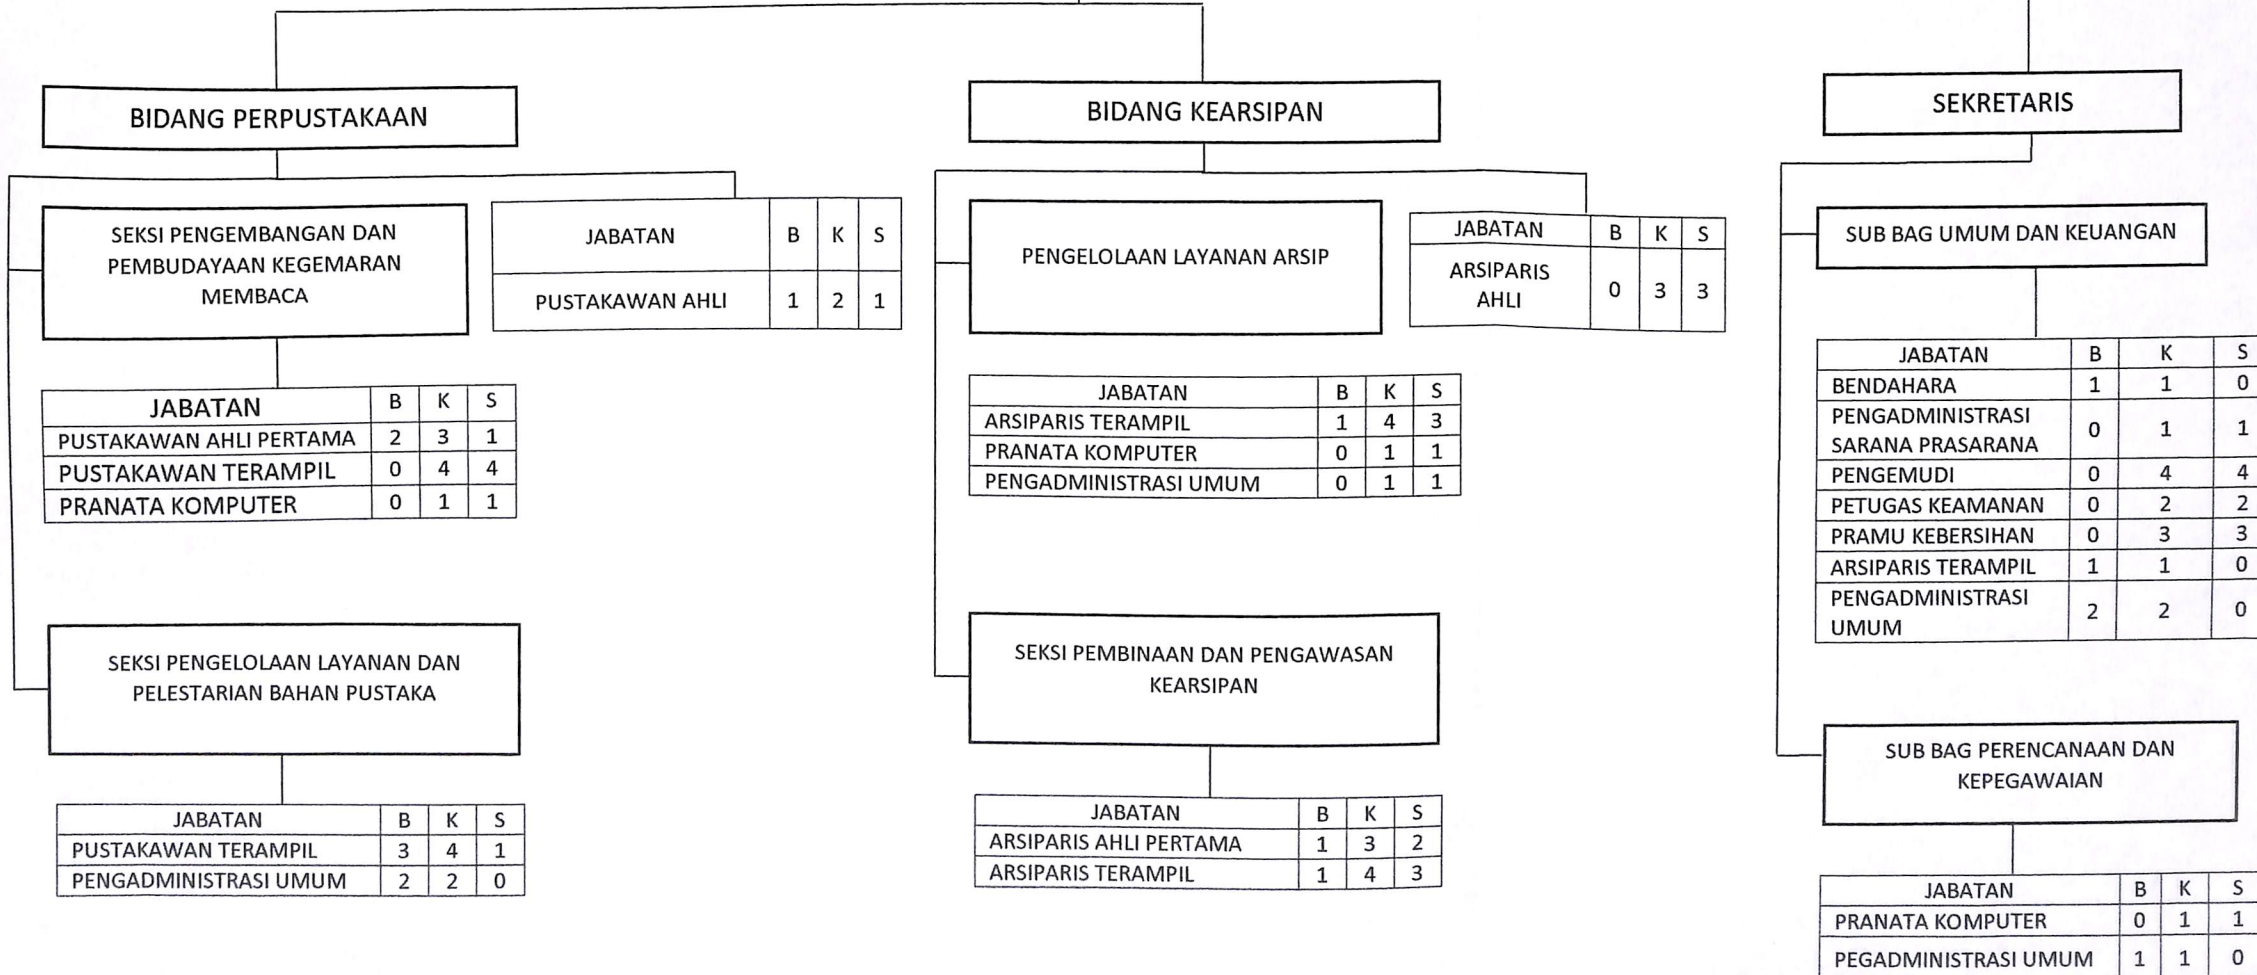 BIDANG PERPUSTAKAAN
SEKSI PENGEMBANGAN DAN
PEMBUDAYAAN KEGEMARAN
MEMBACA
JABATAN B K S
PUSTAKAWAN AHLI 1 2 1
JABATAN B K S
PUSTAKAWAN AHLI PERTAMA 2 3 1
PUSTAKAWAN TERAMPIL 0 4 4
PRANATA KOMPUTER 0 1 1
SEKSI PENGELOLAAN LAYANAN DAN
PELESTARIAN BAHAN PUSTAKA
JABATAN B K S
PUSTAKAWAN TERAMPIL 3 4 1
PENGADMINISTRASI UMUM 2 2 0
BIDANG KEARSIPAN
PENGELOLAAN LAYANAN ARSIP
JABATAN B K S
ARSIPARIS
AHLI 0 3 3
JABATAN B K S
ARSIPARIS TERAMPIL 1 4 3
PRANATA KOMPUTER 0 1 1
PENGADMINISTRASI UMUM 0 1 1
SEKSI PEMBINAAN DAN PENGAWASAN
KEARSIPAN
JABATAN B K S
ARSIPARIS AHLI PERTAMA 1 3 2
ARSIPARIS TERAMPIL 1 4 3
SEKRETARIS
SUB BAG UMUM DAN KEUANGAN
JABATAN B K S
BENDAHARA 1 1 0
PENGADMINISTRASI
SARANA PRASARANA 0 1 1
PENGEMUDI 0 4 4
PETUGAS KEAMANAN 0 2 2
PRAMU KEBERSIHAN 0 3 3
ARSIPARIS TERAMPIL 1 1 0
PENGADMINISTRASI
UMUM 2 2 0
SUB BAG PERENCANAAN DAN
KEPEGAWAIAN
JABATAN B K S
PRANATA KOMPUTER 0 1 1
PEGADMINISTRASI UMUM 1 1 0